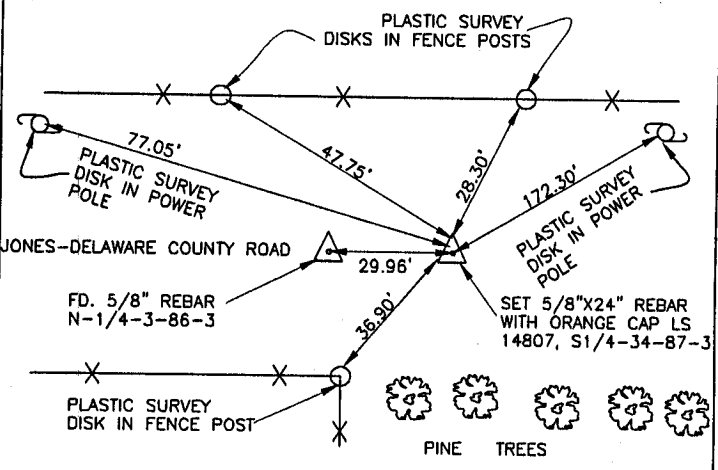 PLASTIC SURVEY
DISKS IN FENCE POSTS
77.05'
47.75'
28.30'
172.30'
PLASTIC SURVEY
DISK IN POWER
POLE
PLASTIC SURVEY
DISK IN POWER
POLE
JONES-DELAWARE COUNTY ROAD
29.96'
FD. 5/8" REBAR
N-1/4-3-86-3
36.90'
SET 5/8"X24" REBAR
WITH ORANGE CAP LS
14807, S1/4-34-87-3
PLASTIC SURVEY
DISK IN FENCE POST
PINE TREES